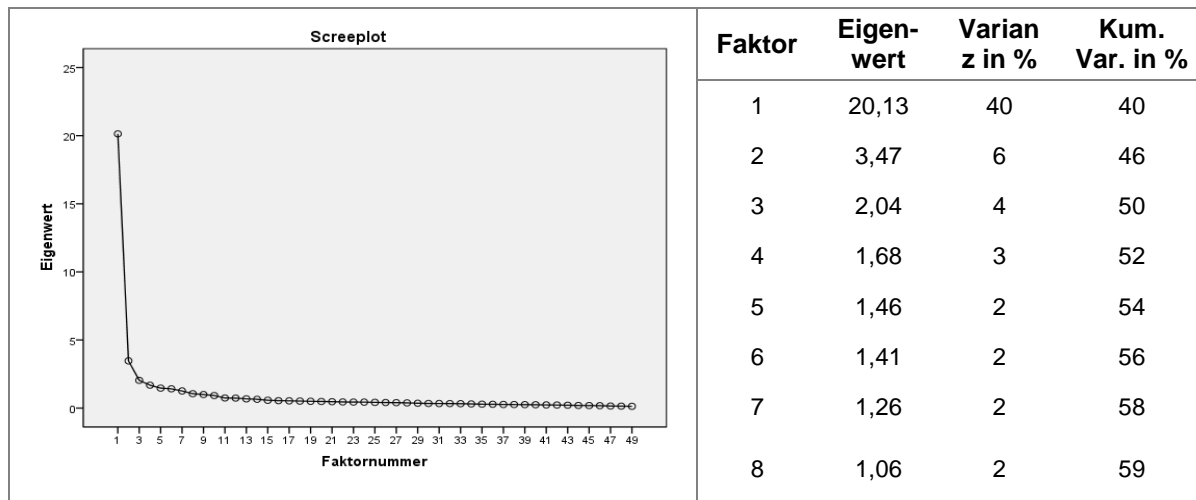 Screeplot
25
20
15
10
5
0
Eigenwert
1 3 5 7 9 11 13 15 17 19 21 23 25 27 29 31 33 35 37 39 41 43 45 47 49
Faktornummer
Faktor Eigen- Varian Kum.
wert z in % Var. in %
1 20,13 40 40
2 3,47 6 46
3 2,04 4 50
4 1,68 3 52
5 1,46 2 54
6 1,41 2 56
7 1,26 2 58
8 1,06 2 59